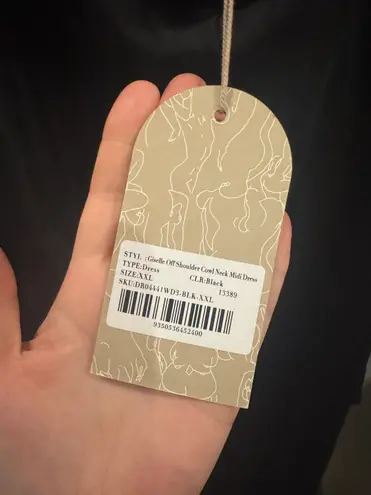 STYL :Giselle Off Shoulder Cowl Neck Midi Dress
TYPE:Dress CLR:Black
SIZE:XXL 13389
SKU:DR04441WD3-BLK-XXL
9350536452400